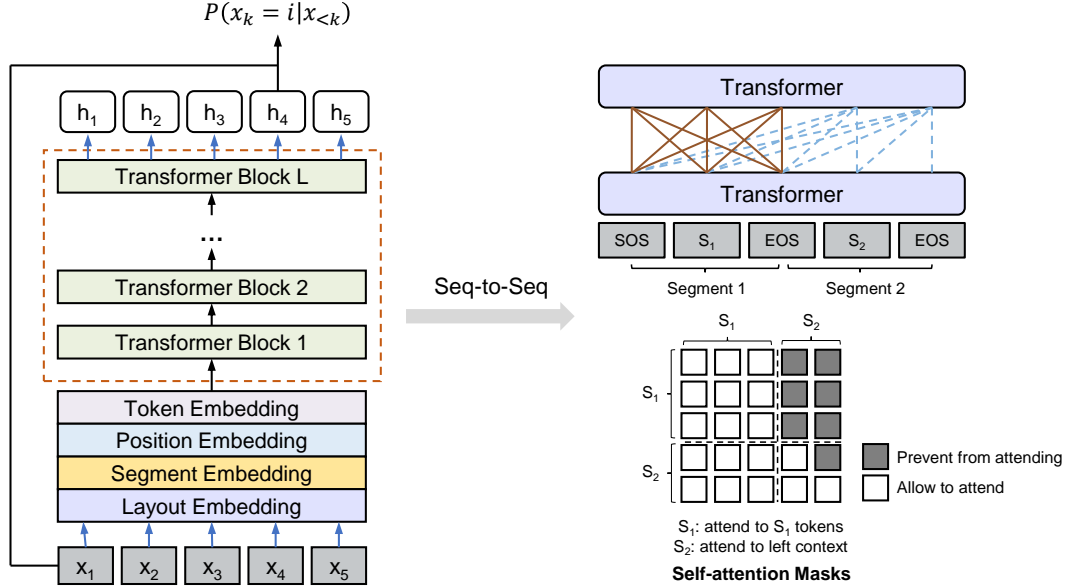 P(x_k = i|x_{<k})
h_1 h_2 h_3 h_4 h_5
Transformer Block L
...
Transformer Block 2
Transformer Block 1
Token Embedding
Position Embedding
Segment Embedding
Layout Embedding
x_1 x_2 x_3 x_4 x_5
Seq-to-Seq
Transformer
Transformer
SOS S_1 EOS S_2 EOS
Segment 1 Segment 2
S_1 S_2
S_1
S_2
Prevent from attending
Allow to attend
S_1: attend to S_1 tokens
S_2: attend to left context
Self-attention Masks